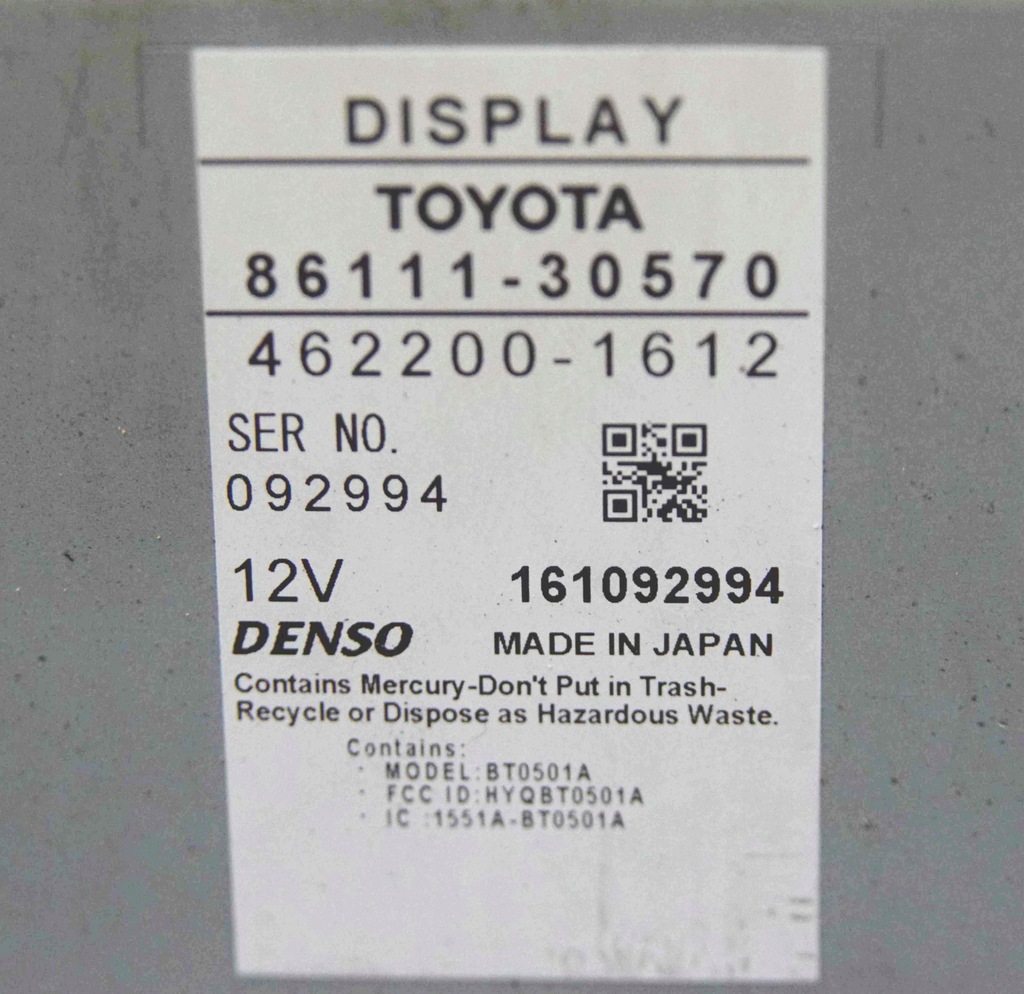 DISPLAY
TOYOTA
86111-30570
462200-1612
SER NO.
092994
12V 161092994
DENSO MADE IN JAPAN
Contains Mercury-Don't Put in Trash-
Recycle or Dispose as Hazardous Waste.
Contains:
· MODEL:BT0501A
· FCC ID:HYQBT0501A
· IC :1551A-BT0501A